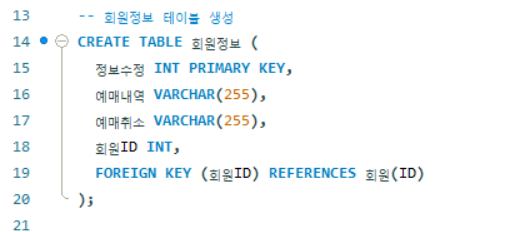 13 -- 회원정보 테이블 생성
14 CREATE TABLE 회원정보 (
15 정보수정 INT PRIMARY KEY,
16 예매내역 VARCHAR(255),
17 예매취소 VARCHAR(255),
18 회원ID INT,
19 FOREIGN KEY (회원ID) REFERENCES 회원(ID)
20 );
21